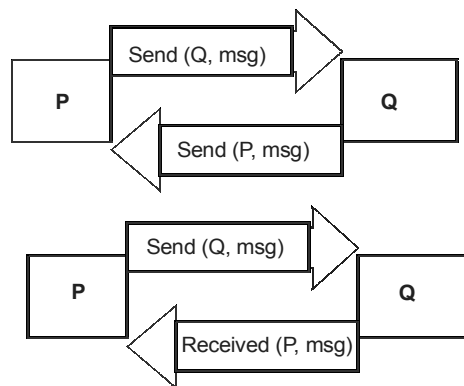 Send (Q, msg)
P
Q
Send (P, msg)
Send (Q, msg)
P
Q
Received (P, msg)